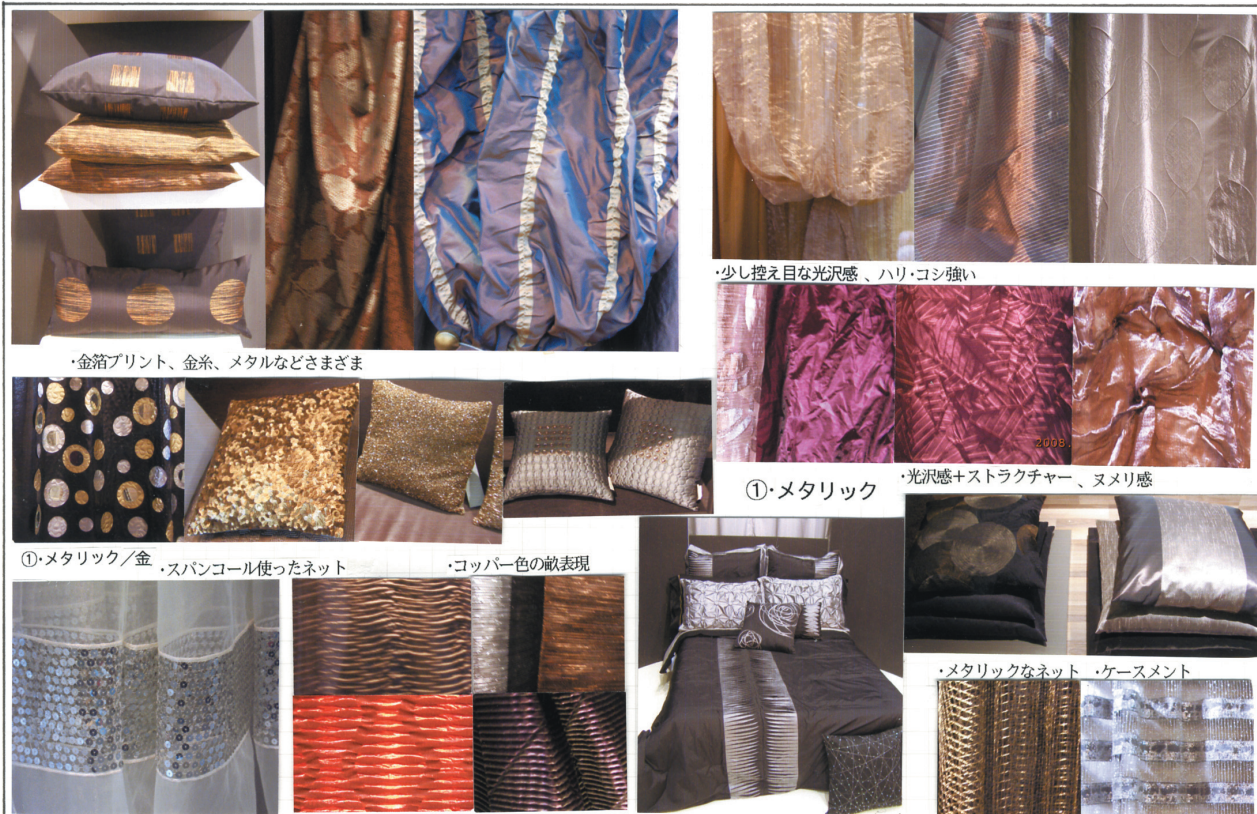 ・少し控え目な光沢感、ハリ・コシ強い
・金箔プリント、金糸、メタルなどさまざま
2008.
①・メタリック
・光沢感+ストラクチャー、ヌメリ感
①・メタリック/金
・スパンコール使ったネット
・コッパー色の畝表現
・メタリックなネット
・ケースメント